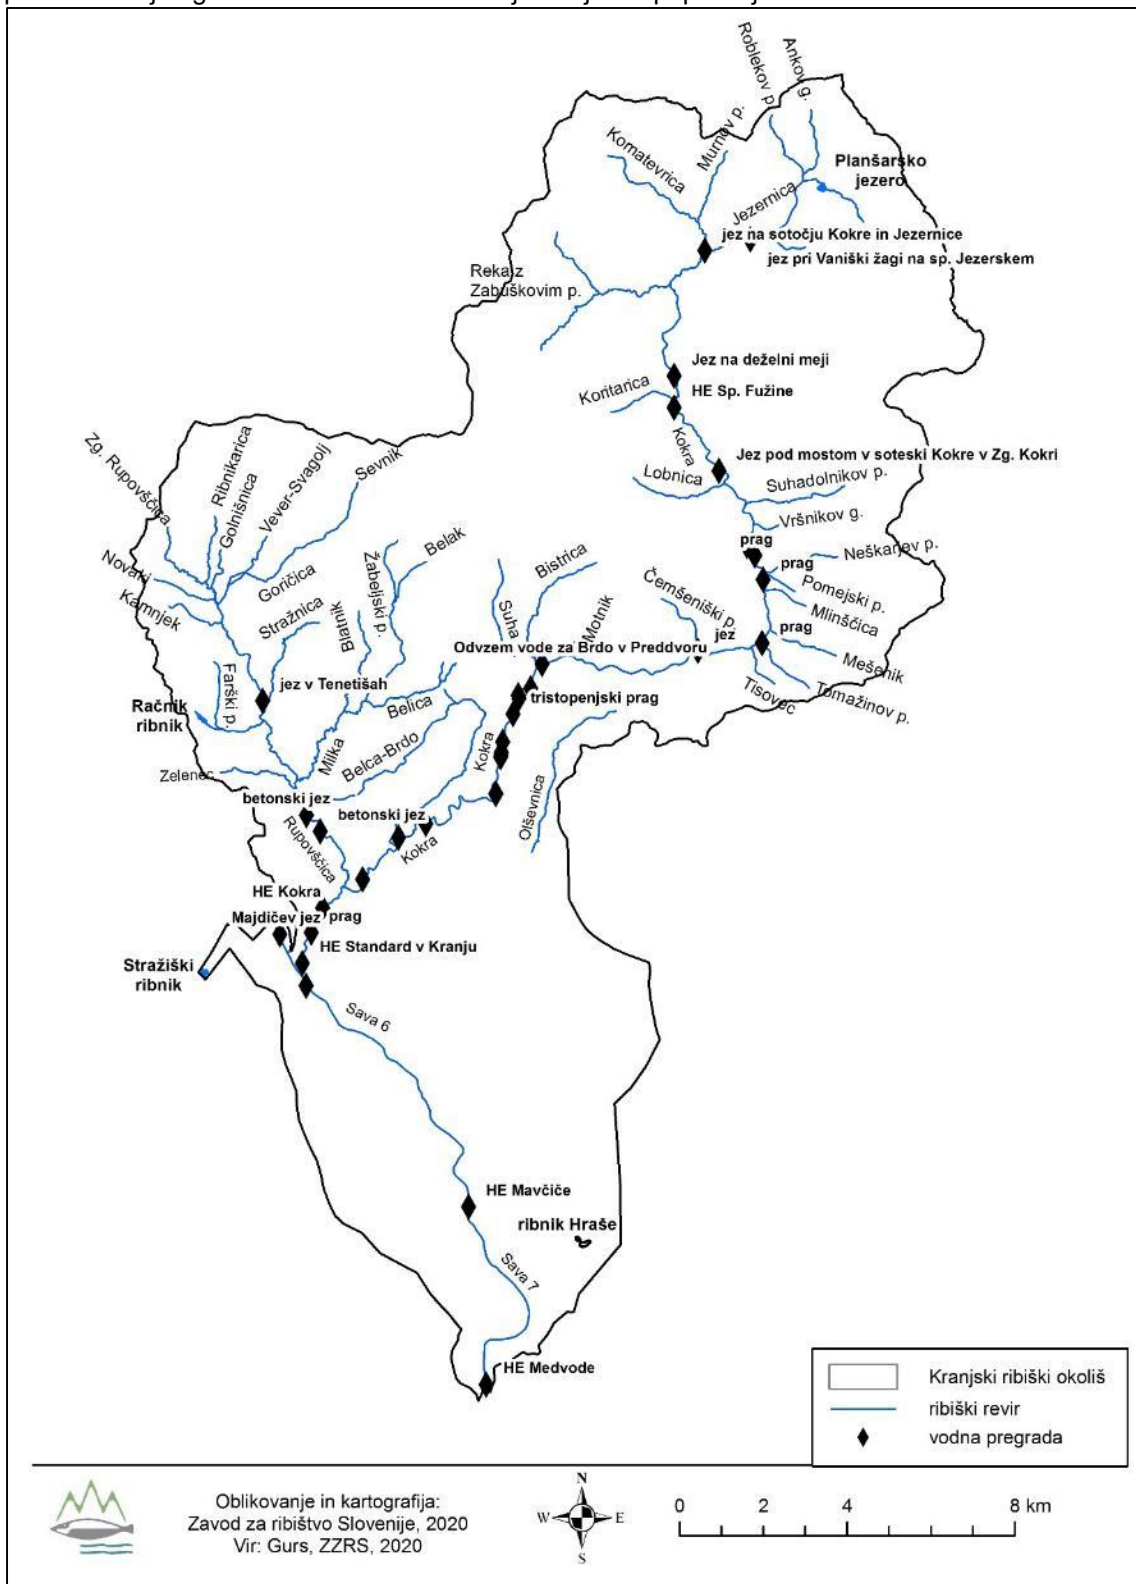 Roblekov p.
Ankov g.
Murnov p.
Komatevrica
Planšarsko
jezero
Jezernica
jez na sotočju Kokre in Jezernice
jez pri Vaniški žagi na sp. Jezerskem
Reka z
Zabuškovim p.
Jez na deželni meji
HE Sp. Fužine
Koritarica
Kokra
Jez pod mostom v soteski Kokre v Zg. Kokri
Lobnica
Suhadolnikov p.
Vršnikov g.
Zg. Rupovščica
Ribnikarica
Golnišnica
Vever-Svagolj
Sevnik
prag
Neškarjev p.
prag
Pomejski p.
Mlinščica
Novaki
Kamnjek
Goričica
Stražnica
Blatnik
Žabeljski p.
Belak
Suha
Bistrica
Motnik
Čemšeniški p.
jez
prag
Mešenik
Tomažinov p.
Tisovec
Odvzem vode za Brdo v Preddvoru
tristopenjski prag
Farški p.
jez v Tenetišah
Račnik
ribnik
Belica
Milka
Belca-Brdo
Kokra
Olševnica
Zelenec
betonski jez
betonski jez
Kokra
Rupovščica
HE Kokra
Majdičev jez
prag
HE Standard v Kranju
Stražiški
ribnik
Sava 6
HE Mavčiče
ribnik Hraše
Sava 7
HE Medvode
Kranjski ribiški okoliš
ribiški revir
vodna pregrada
Oblikovanje in kartografija:
Zavod za ribištvo Slovenije, 2020
Vir: Gurs, ZZRS, 2020
N
W
E
S
0 2 4 8 km